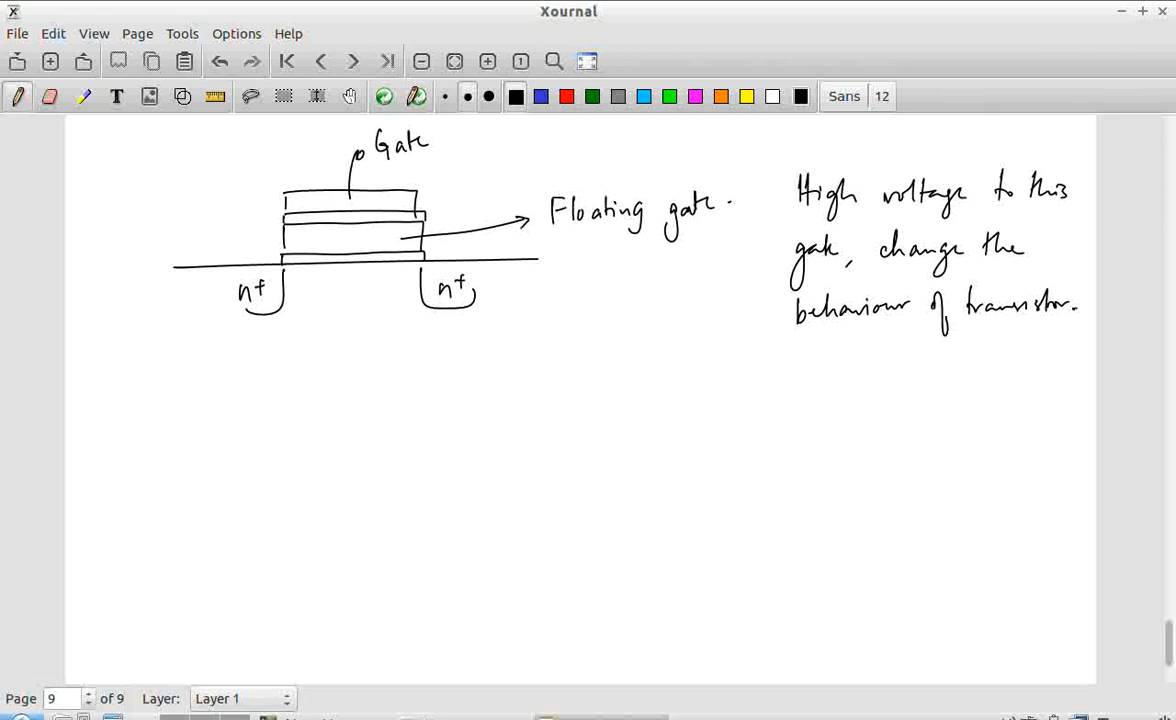 Xournal
File Edit View Page Tools Options Help
Sans 12
Gate
Floating gate.
n+ n+
High voltage to this
gate, change the
behaviour of transistor.
Page 9 of 9 Layer: Layer 1